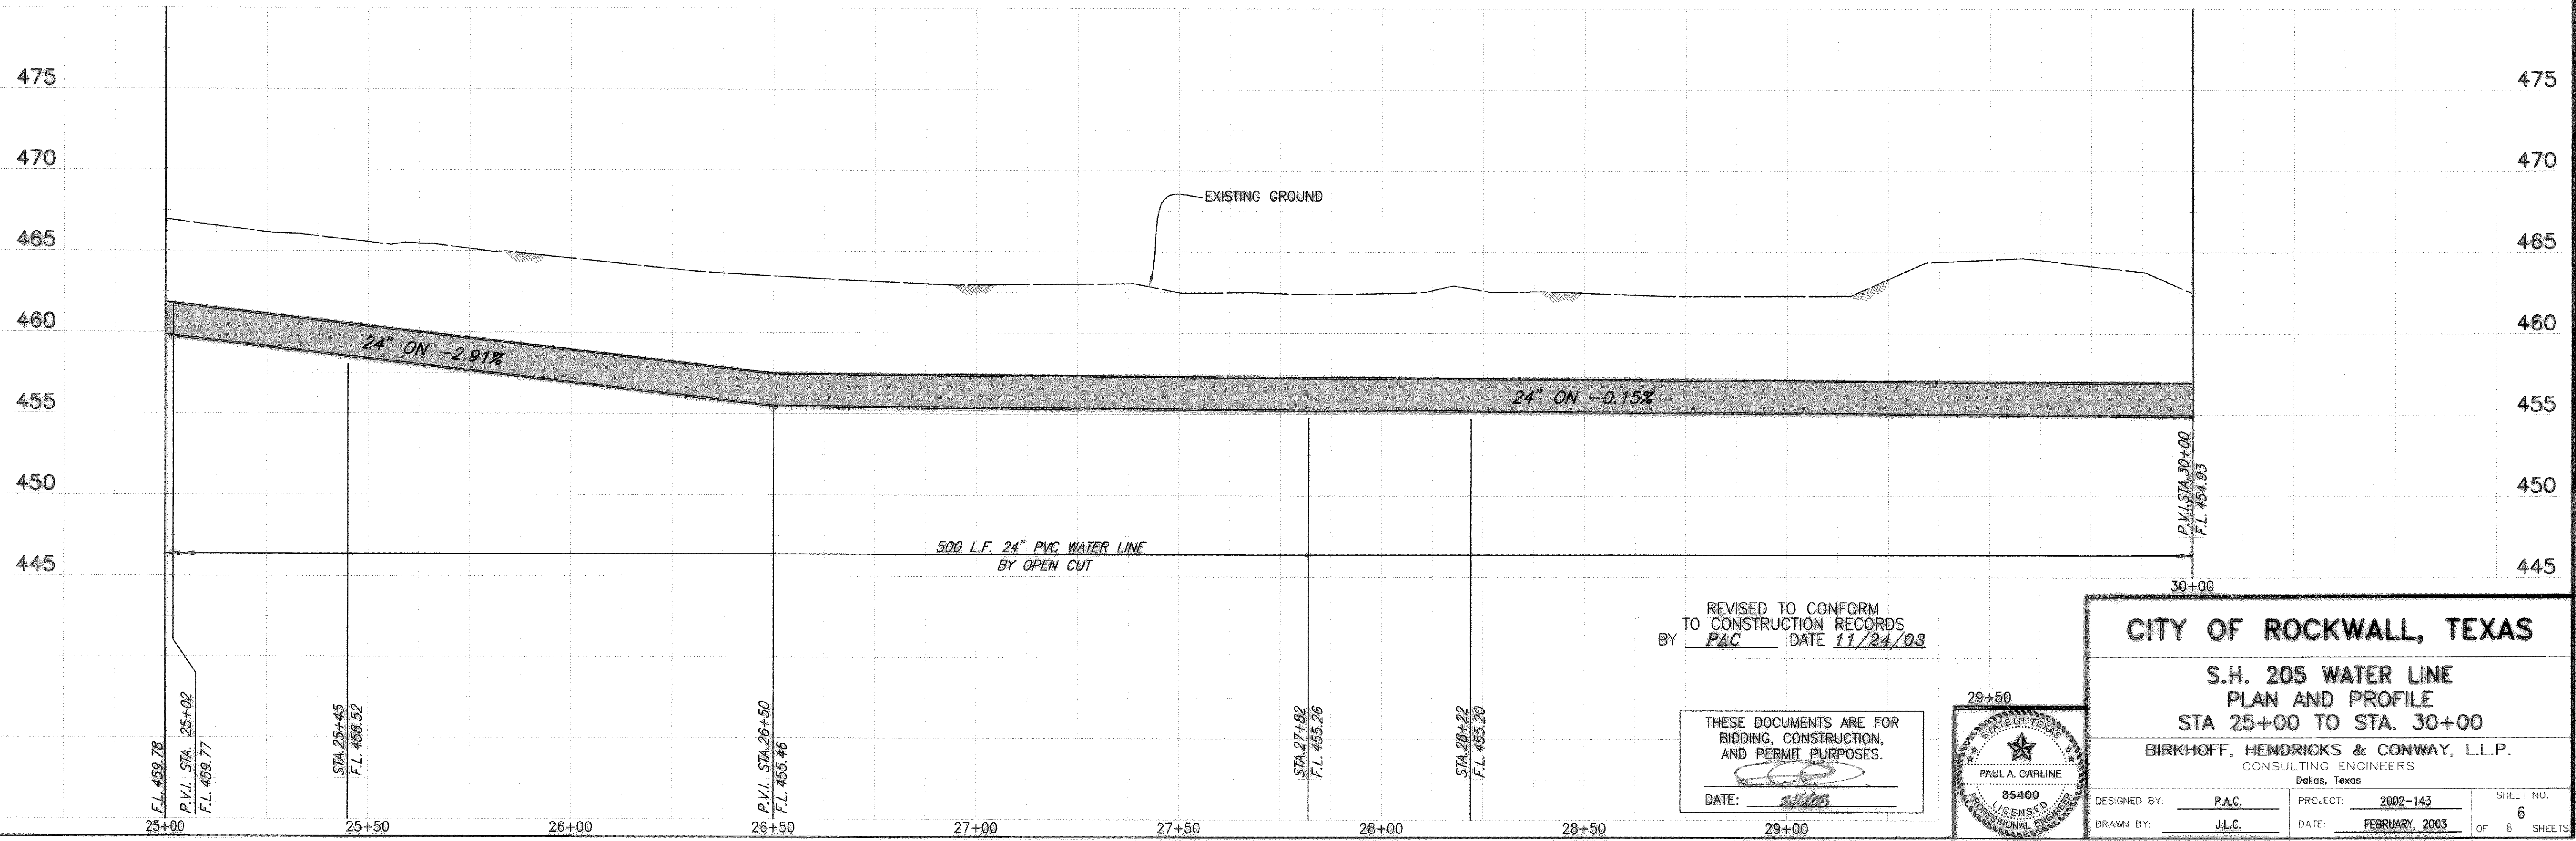 475
475
470
470
EXISTING GROUND
465
465
460
460
24" ON -2.91%
24" ON -0.15%
455
455
P.V.I. STA. 30+00
F.L. 454.93
450
450
500 L.F. 24" PVC WATER LINE
BY OPEN CUT
445
445
30+00
F.L. 459.78
P.V.I. STA. 25+02
F.L. 459.77
STA.25+45
F.L. 458.52
P.V.I. STA.26+50
F.L. 455.46
STA.27+82
F.L. 455.26
STA.28+22
F.L. 455.20
REVISED TO CONFORM
TO CONSTRUCTION RECORDS
BY PAC DATE 11/24/03
THESE DOCUMENTS ARE FOR
BIDDING, CONSTRUCTION,
AND PERMIT PURPOSES.
DATE:
29+50
STATE OF TEXAS
PAUL A. CARLINE
85400
LICENSED
PROFESSIONAL ENGINEER
CITY OF ROCKWALL, TEXAS
S.H. 205 WATER LINE
PLAN AND PROFILE
STA 25+00 TO STA. 30+00
BIRKHOFF, HENDRICKS & CONWAY, L.L.P.
CONSULTING ENGINEERS
Dallas, Texas
DESIGNED BY: P.A.C. PROJECT: 2002-143 SHEET NO.
6
DRAWN BY: J.L.C. DATE: FEBRUARY, 2003 OF 8 SHEETS
25+00 25+50 26+00 26+50 27+00 27+50 28+00 28+50 29+00